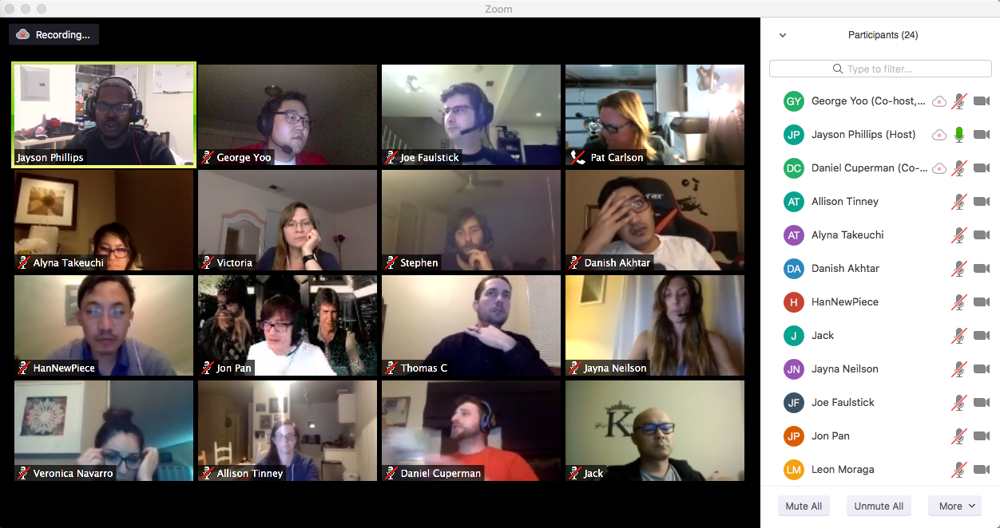 Zoom
Recording...
Participants (24)
Type to filter...
Jayson Phillips
George Yoo
Joe Faulstick
Pat Carlson
Alyna Takeuchi
Victoria
Stephen
Danish Akhtar
HanNewPiece
Jon Pan
Thomas C
Jayna Neilson
K
Veronica Navarro
Allison Tinney
Daniel Cuperman
Jack
GY George Yoo (Co-host,...
JP Jayson Phillips (Host)
DC Daniel Cuperman (Co-...
AT Allison Tinney
AT Alyna Takeuchi
DA Danish Akhtar
H HanNewPiece
J Jack
JN Jayna Neilson
JF Joe Faulstick
JP Jon Pan
LM Leon Moraga
Mute All
Unmute All
More